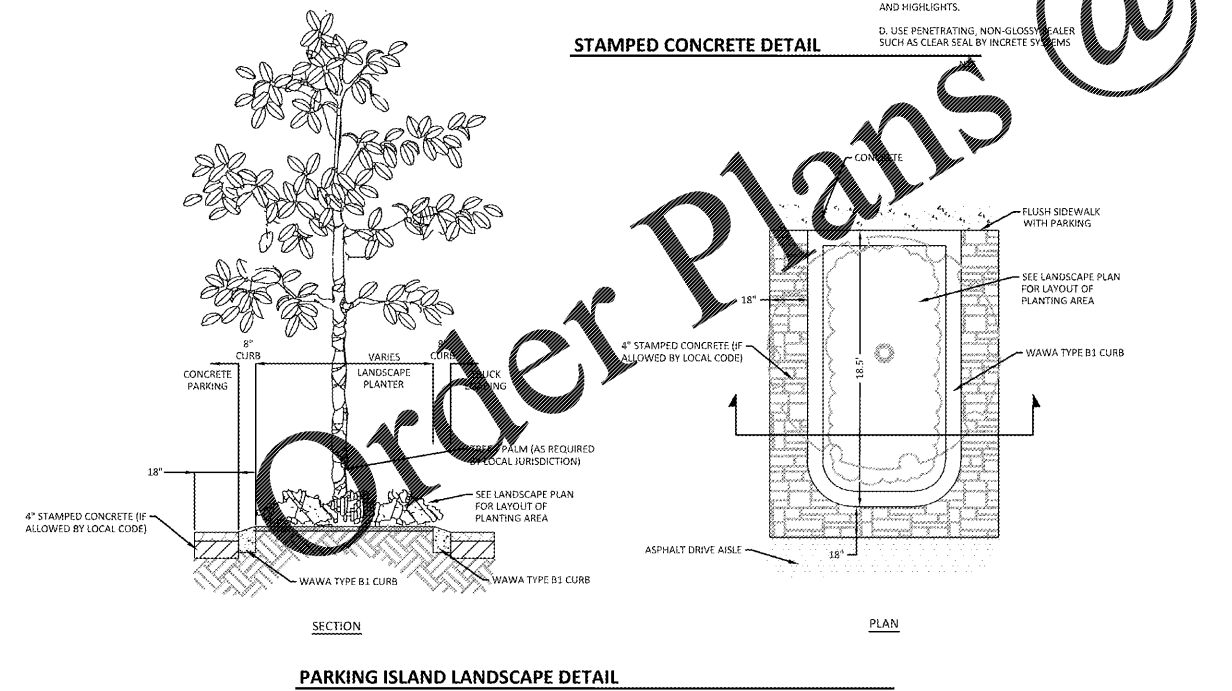 AND HIGHLIGHTS.
D. USE PENETRATING, NON-GLOSSY SEALER
SUCH AS CLEAR SEAL BY INCRETE SYSTEMS
STAMPED CONCRETE DETAIL
Order Plans @
CONCRETE
FLUSH SIDEWALK
WITH PARKING
SEE LANDSCAPE PLAN
FOR LAYOUT OF
PLANTING AREA
18"
4" STAMPED CONCRETE (IF
ALLOWED BY LOCAL CODE)
18.5'
WAWA TYPE B1 CURB
ASPHALT DRIVE AISLE
18"
PLAN
8"
CURB
VARIES
LANDSCAPE
PLANTER
8"
CURB
CONCRETE
PARKING
TRUCK
LOADING
TREE / PALM (AS REQUIRED
BY LOCAL JURISDICTION)
18"
SEE LANDSCAPE PLAN
FOR LAYOUT OF
PLANTING AREA
4" STAMPED CONCRETE (IF
ALLOWED BY LOCAL CODE)
WAWA TYPE B1 CURB
WAWA TYPE B1 CURB
SECTION
PARKING ISLAND LANDSCAPE DETAIL